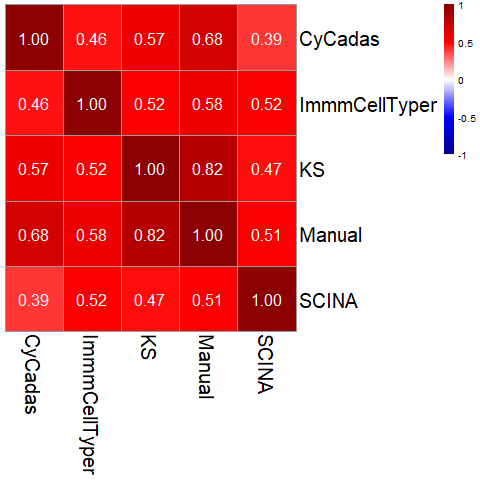 1.00 0.46 0.57 0.68 0.39 CyCadas
0.46 1.00 0.52 0.58 0.52 ImmmCellTyper
0.57 0.52 1.00 0.82 0.47 KS
0.68 0.58 0.82 1.00 0.51 Manual
0.39 0.52 0.47 0.51 1.00 SCINA
CyCadas ImmmCellTyper KS Manual SCINA
1
0.5
0
-0.5
-1